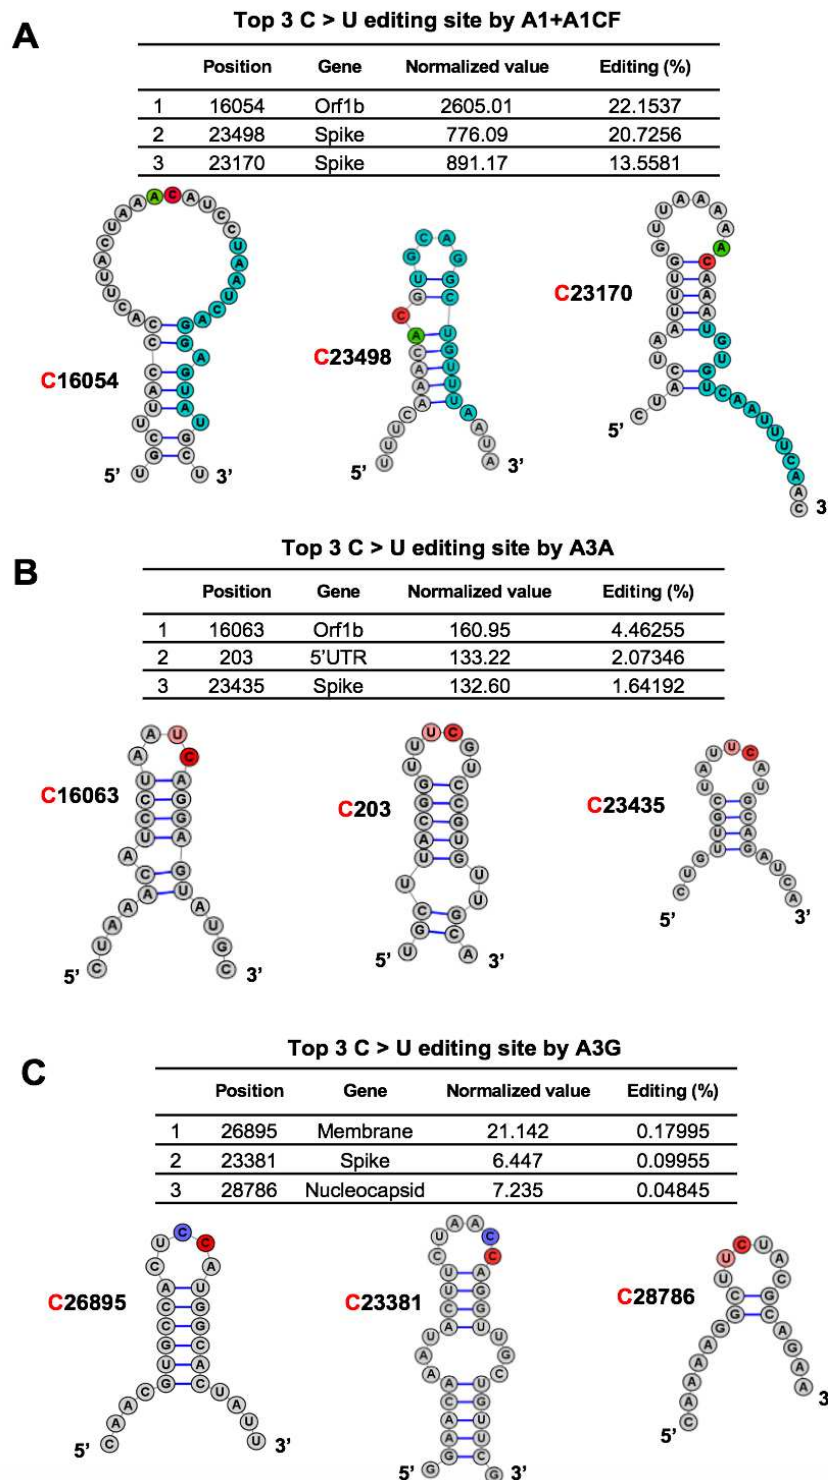 A
Top 3 C > U editing site by A1+A1CF
Position Gene Normalized value Editing (%)
1 16054 Orf1b 2605.01 22.1537
2 23498 Spike 776.09 20.7256
3 23170 Spike 891.17 13.5581
C16054
5’ 3’
C23498
5’ 3’
C23170
5’ 3
B
Top 3 C > U editing site by A3A
Position Gene Normalized value Editing (%)
1 16063 Orf1b 160.95 4.46255
2 203 5’UTR 133.22 2.07346
3 23435 Spike 132.60 1.64192
C16063
5’ 3’
C203
5’ 3’
C23435
5’ 3’
C
Top 3 C > U editing site by A3G
Position Gene Normalized value Editing (%)
1 26895 Membrane 21.142 0.17995
2 23381 Spike 6.447 0.09955
3 28786 Nucleocapsid 7.235 0.04845
C26895
5’ 3’
C23381
5’ 3’
C28786
5’ 3